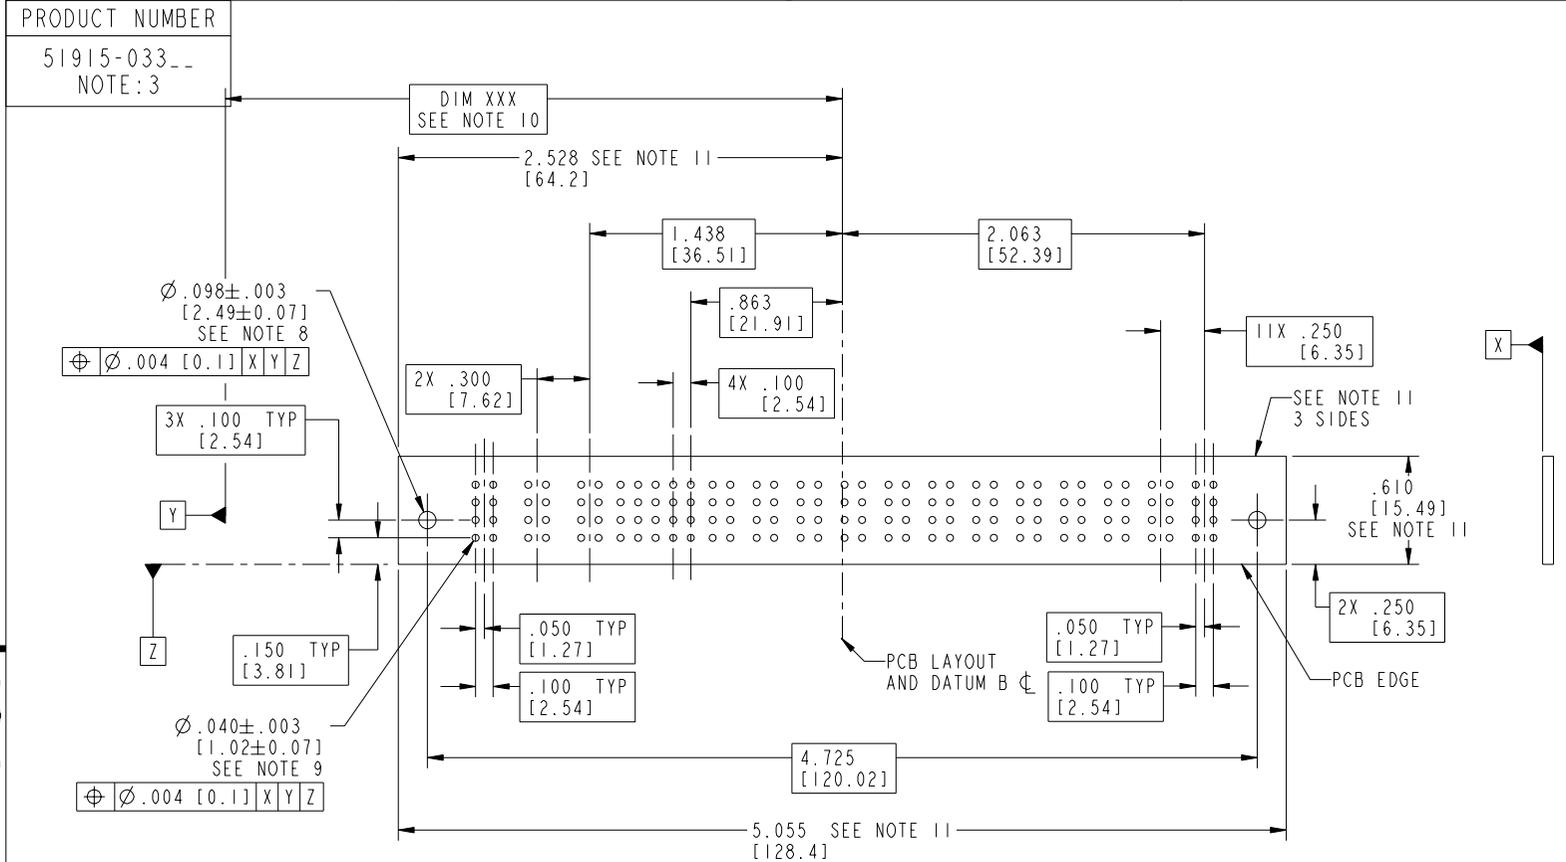 PRODUCT NUMBER
51915-033__
NOTE:3
DIM XXX
SEE NOTE 10
2.528 SEE NOTE 11
[64.2]
1.438
[36.51]
2.063
[52.39]
Ø.098±.003
[2.49±0.07]
SEE NOTE 8
⌖ Ø.004 [0.1] X Y Z
.863
[21.91]
11X .250
[6.35]
X
2X .300
[7.62]
4X .100
[2.54]
SEE NOTE 11
3 SIDES
3X .100 TYP
[2.54]
Y
.610
[15.49]
SEE NOTE 11
2X .250
[6.35]
Z
.150 TYP
[3.81]
.050 TYP
[1.27]
.050 TYP
[1.27]
PCB LAYOUT
AND DATUM B ℄
PCB EDGE
.100 TYP
[2.54]
.100 TYP
[2.54]
Ø.040±.003
[1.02±0.07]
SEE NOTE 9
⌖ Ø.004 [0.1] X Y Z
4.725
[120.02]
5.055 SEE NOTE 11
[128.4]